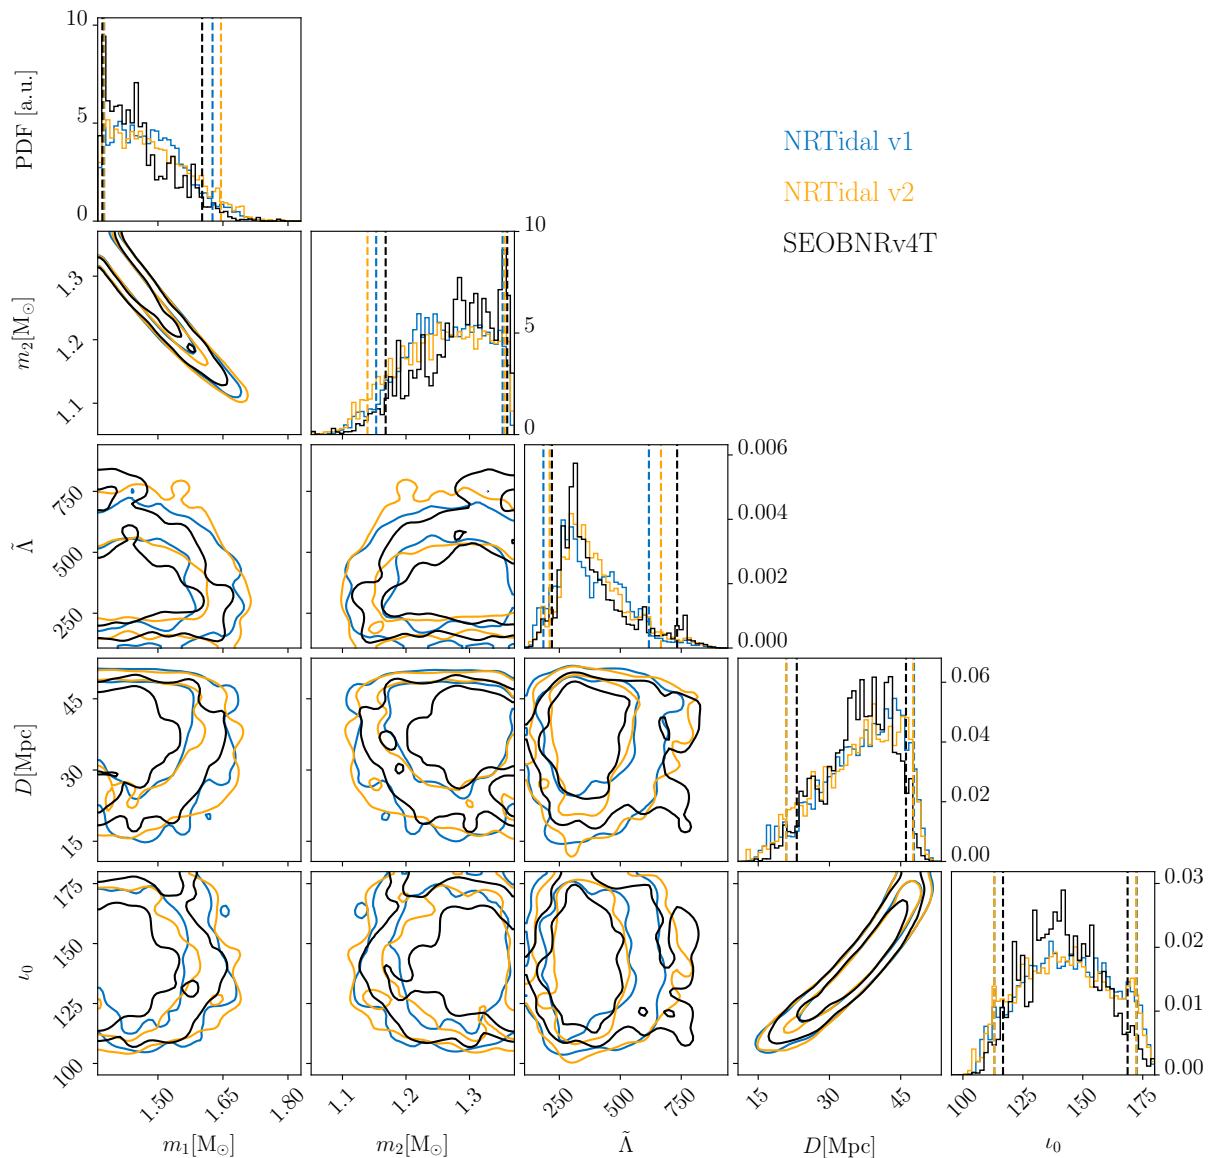 10
5
0
PDF [a.u.]
NRTidal v1
NRTidal v2
SEOBNRv4T
1.3
1.2
1.1
m₂[M⊙]
10
5
0
750
500
250
Λ̃
0.006
0.004
0.002
0.000
45
30
15
D[Mpc]
0.06
0.04
0.02
0.00
175
150
125
100
ι₀
0.03
0.02
0.01
0.00
1.50 1.65 1.80
1.1 1.2 1.3
250 500 750
15 30 45
100 125 150 175
m₁[M⊙] m₂[M⊙] Λ̃ D[Mpc] ι₀